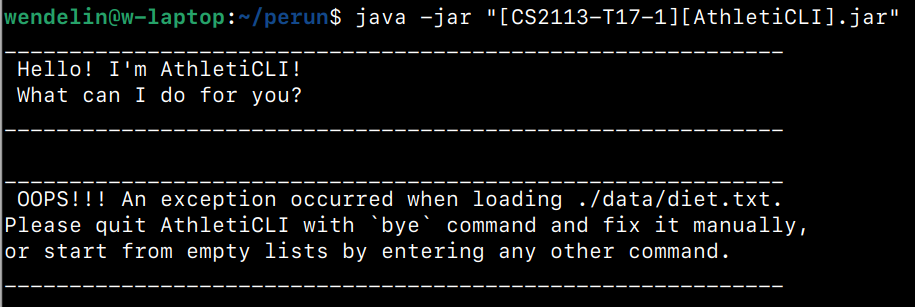 wendelin@w-laptop:~/perun$ java -jar "[CS2113-T17-1][AthletiCLI].jar"
____________________________________________________________
Hello! I'm AthletiCLI!
What can I do for you?
____________________________________________________________
____________________________________________________________
OOPS!!! An exception occurred when loading ./data/diet.txt.
Please quit AthletiCLI with `bye` command and fix it manually,
or start from empty lists by entering any other command.
____________________________________________________________